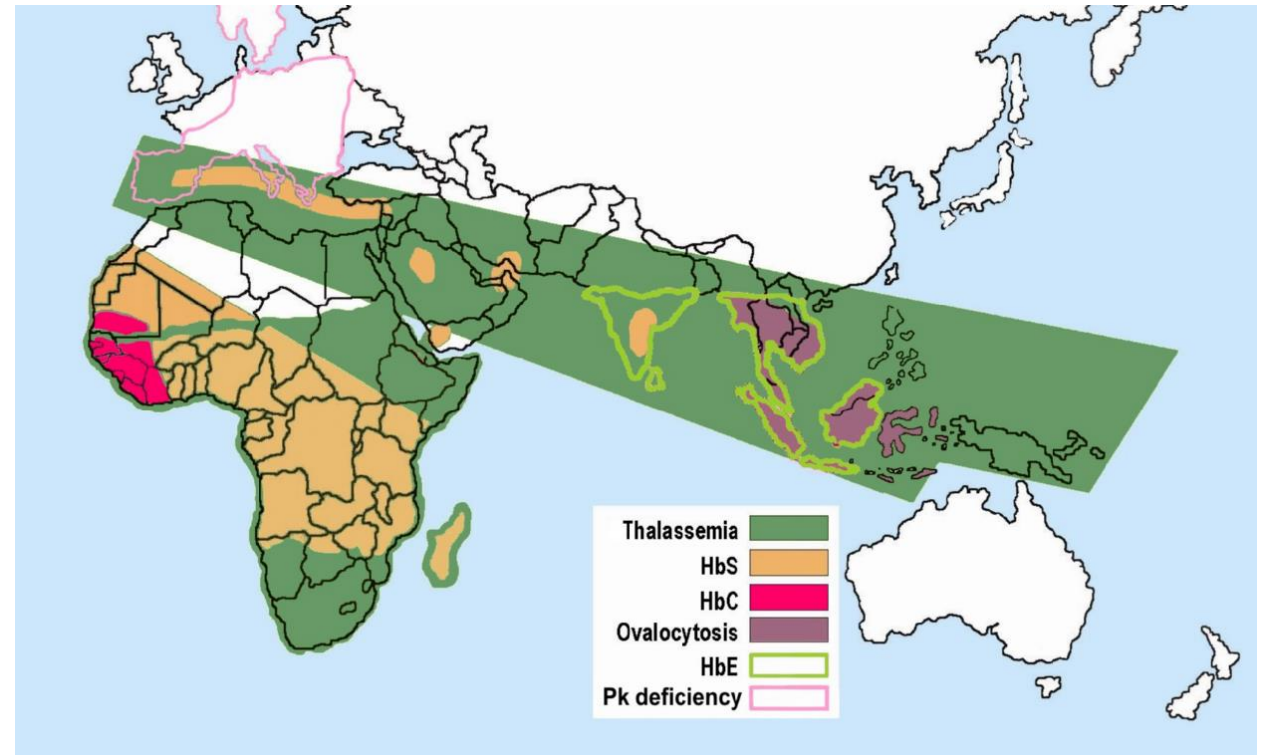 Thalassemia
HbS
HbC
Ovalocytosis
HbE
Pk deficiency